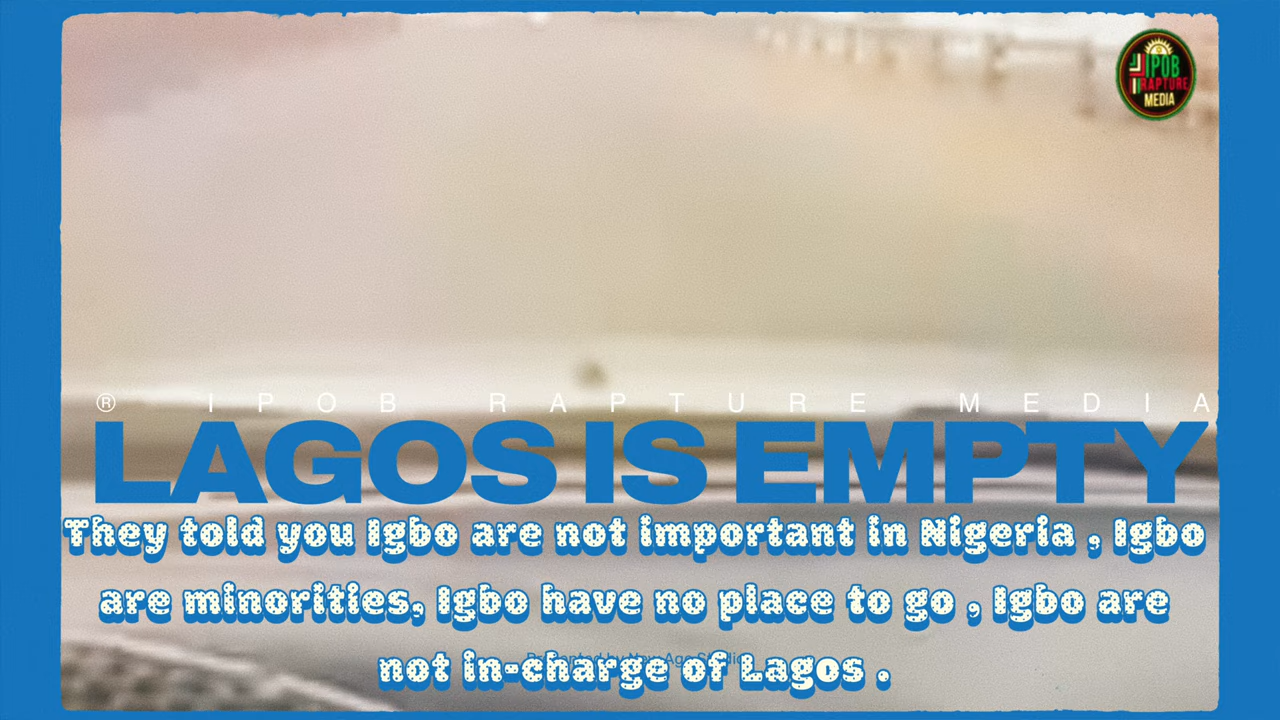 IPOB
RAPTURE
MEDIA
® IPOB RAPTURE MEDIA
LAGOS IS EMPTY
They told you Igbo are not important in Nigeria , Igbo
are minorities, Igbo have no place to go , Igbo are
not in-charge of Lagos .